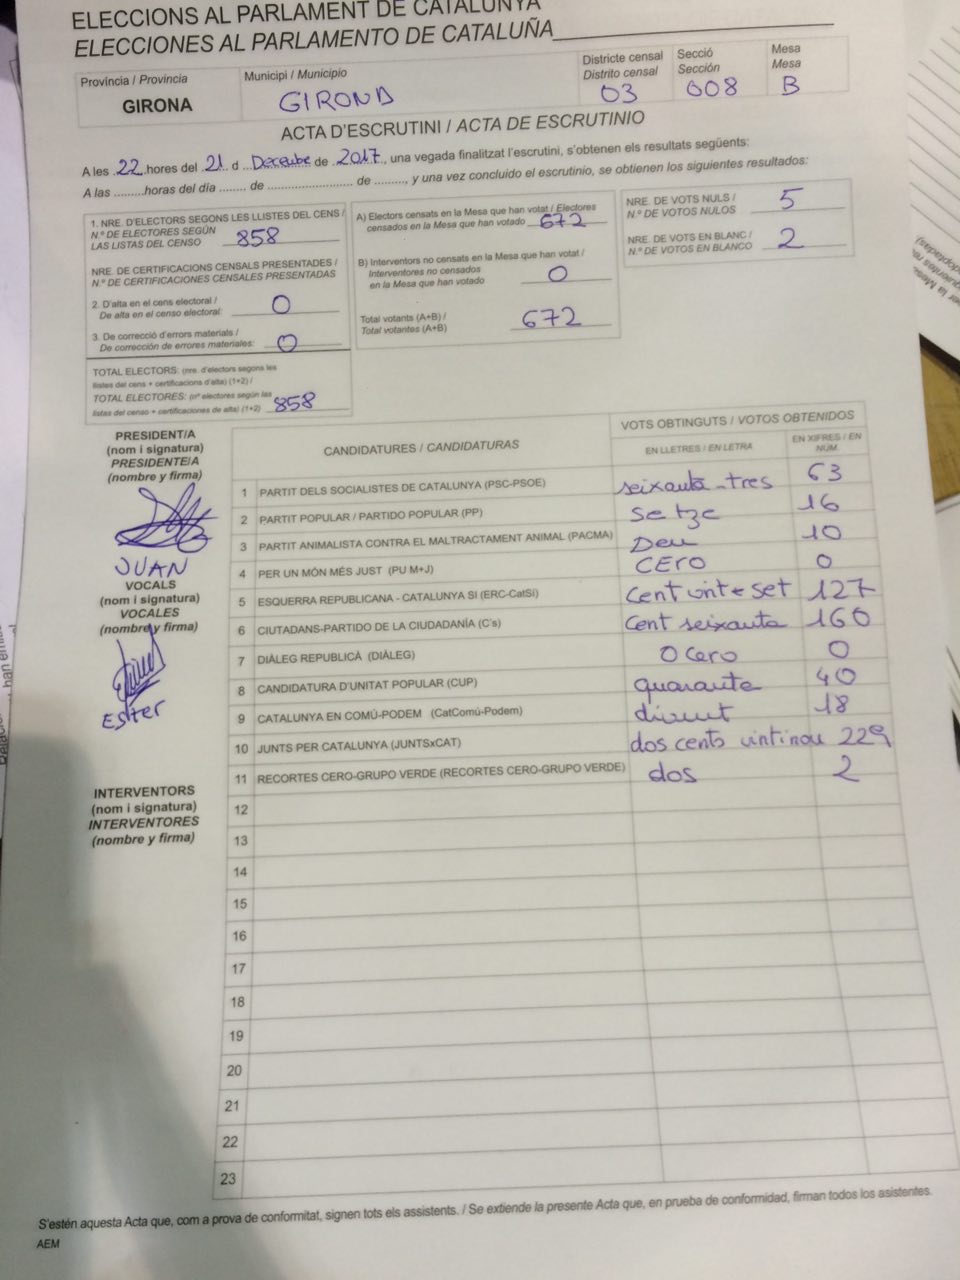 ELECCIONS AL PARLAMENT DE CATALUNYA
ELECCIONES AL PARLAMENTO DE CATALUÑA
Província / Provincia
GIRONA
Municipi / Municipio
GIRONA
Districte censal
Distrito censal
03
Secció
Sección
008
Mesa
Mesa
B
ACTA D'ESCRUTINI / ACTA DE ESCRUTINIO
A les 22 hores del 21 d Decembe de 2017, una vegada finalitzat l'escrutini, s'obtenen els resultats següents:
A las .........horas del día ....... de ....................... de ........, y una vez concluido el escrutinio, se obtienen los siguientes resultados:
1. NRE. D'ELECTORS SEGONS LES LLISTES DEL CENS /
N.º DE ELECTORES SEGÚN
LAS LISTAS DEL CENSO 858
NRE. DE CERTIFICACIONS CENSALS PRESENTADES /
N.º DE CERTIFICACIONES CENSALES PRESENTADAS
2. D'alta en el cens electoral /
De alta en el censo electoral: 0
3. De correcció d'errors materials /
De corrección de errores materiales: 0
TOTAL ELECTORS: (nre. d'electors segons les
llistes del cens + certificacions d'alta) (1+2) /
TOTAL ELECTORES: (nº electores según las
listas del censo + certificaciones de alta) (1+2) 858
A) Electors censats en la Mesa que han votat / Electores
censados en la Mesa que han votado 672
B) Interventors no censats en la Mesa que han votat /
Interventores no censados
en la Mesa que han votado 0
Total votants (A+B) /
Total votantes (A+B) 672
NRE. DE VOTS NULS /
N.º DE VOTOS NULOS 5
NRE. DE VOTS EN BLANC /
N.º DE VOTOS EN BLANCO 2
PRESIDENT/A
(nom i signatura)
PRESIDENTE/A
(nombre y firma)
JUAN
VOCALS
(nom i signatura)
VOCALES
(nombre y firma)
ESTER
INTERVENTORS
(nom i signatura)
INTERVENTORES
(nombre y firma)
CANDIDATURES / CANDIDATURAS
VOTS OBTINGUTS / VOTOS OBTENIDOS
EN LLETRES / EN LETRA
EN XIFRES / EN
NÚM.
1 PARTIT DELS SOCIALISTES DE CATALUNYA (PSC-PSOE) seixanta-tres 63
2 PARTIT POPULAR / PARTIDO POPULAR (PP) setze 16
3 PARTIT ANIMALISTA CONTRA EL MALTRACTAMENT ANIMAL (PACMA) Deu 10
4 PER UN MÓN MÉS JUST (PU M+J) CERO 0
5 ESQUERRA REPUBLICANA - CATALUNYA SÍ (ERC-CatSí) Cent vint e set 127
6 CIUTADANS-PARTIDO DE LA CIUDADANÍA (C's) Cent seixanta 160
7 DIÀLEG REPUBLICÀ (DIÀLEG) 0 Cero 0
8 CANDIDATURA D'UNITAT POPULAR (CUP) quaranta 40
9 CATALUNYA EN COMÚ-PODEM (CatComú-Podem) divuit 18
10 JUNTS PER CATALUNYA (JUNTSxCAT) dos cents vintinou 229
11 RECORTES CERO-GRUPO VERDE (RECORTES CERO-GRUPO VERDE) dos 2
12
13
14
15
16
17
18
19
20
21
22
23
S'estén aquesta Acta que, com a prova de conformitat, signen tots els assistents. / Se extiende la presente Acta que, en prueba de conformidad, firman todos los asistentes.
AEM